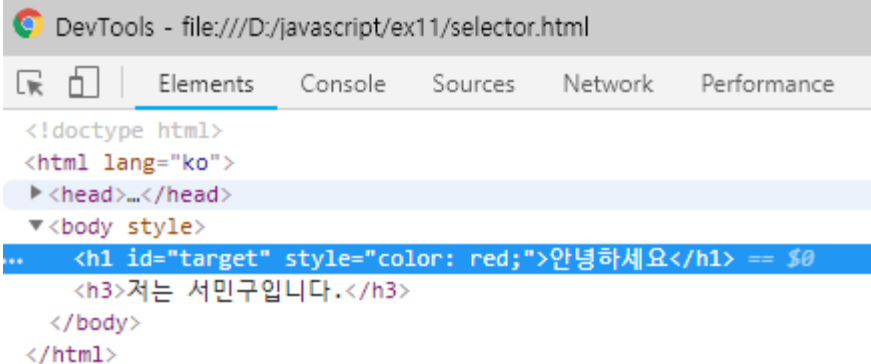 DevTools - file:///D:/javascript/ex11/selector.html
Elements Console Sources Network Performance
<!doctype html>
<html lang="ko">
▶<head>…</head>
▼<body style>
… <h1 id="target" style="color: red;">안녕하세요</h1> == $0
<h3>저는 서민구입니다.</h3>
</body>
</html>